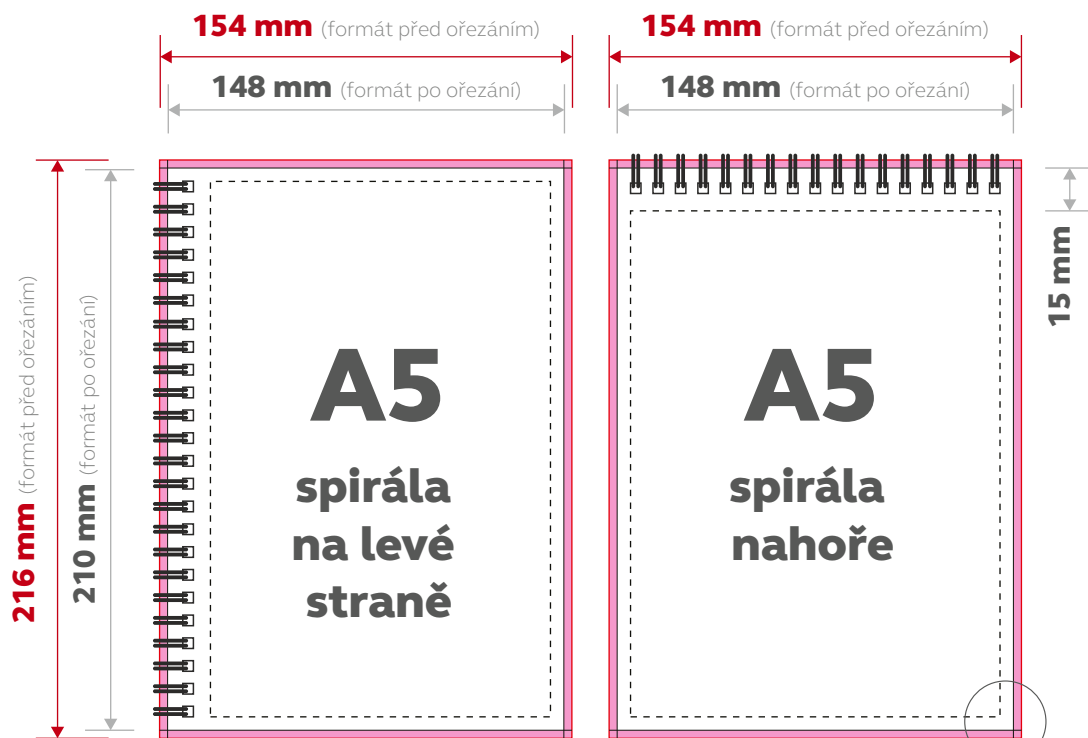 154 mm (formát před ořezáním)
154 mm (formát před ořezáním)
148 mm (formát po ořezání)
148 mm (formát po ořezání)
216 mm (formát před ořezáním)
210 mm (formát po ořezání)
15 mm
A5
spirála
na levé
straně
A5
spirála
nahoře